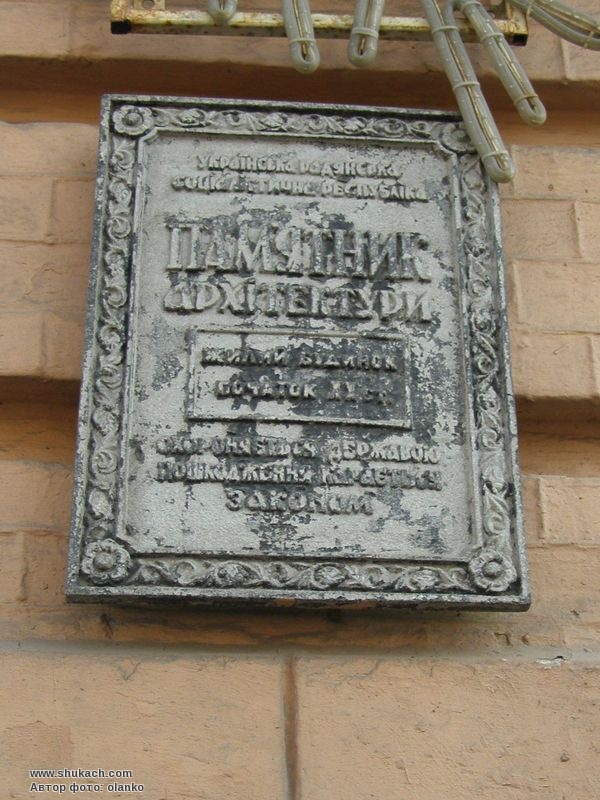 Українська Радянська
Соціалістична Республіка
ПАМ'ЯТНИК
АРХІТЕКТУРИ
ЖИЛИЙ БУДИНОК
ПОЧАТОК XX ст.
ОХОРОНЯЄТЬСЯ ДЕРЖАВОЮ
ПОШКОДЖЕННЯ КАРАЄТЬСЯ
ЗАКОНОМ
www.shukach.com
Автор фото: olanko